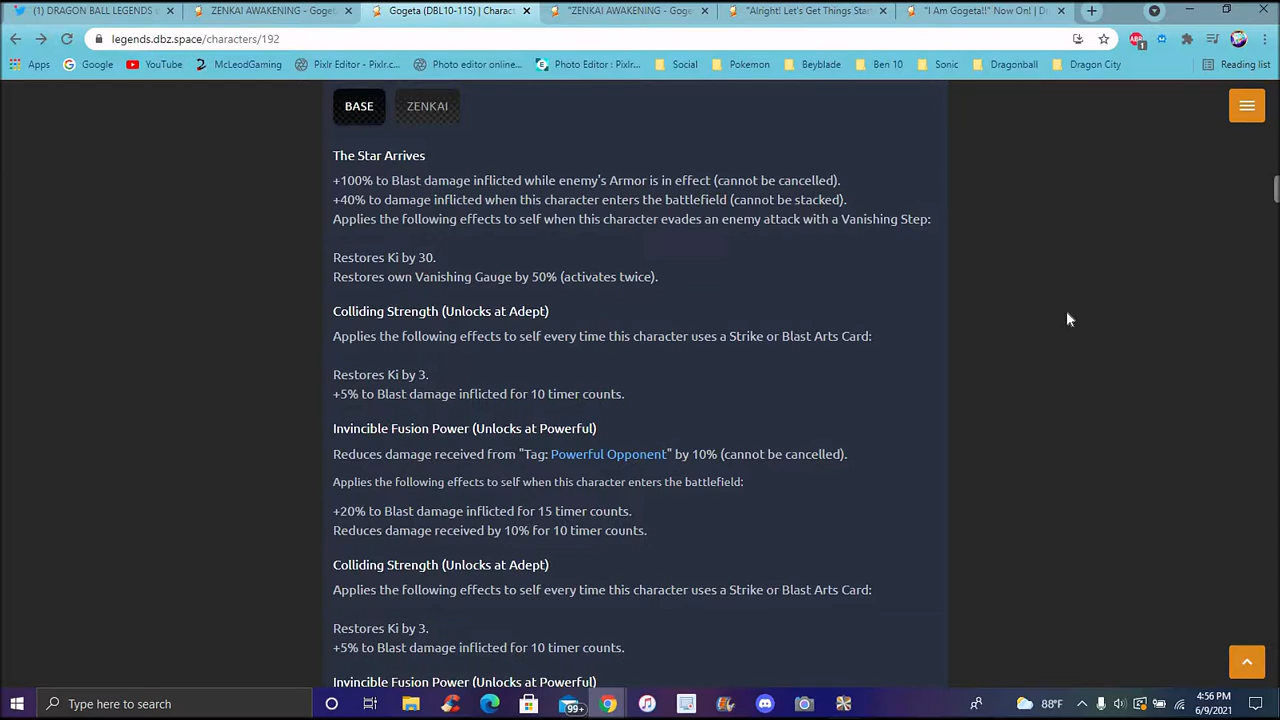 (1) DRAGON BALL LEGENDS
ZENKAI AWAKENING - Goget
Gogeta (DBL10-11S) | Charact
"ZENKAI AWAKENING - Goge
"Alright! Let's Get Things Star
"I Am Gogeta!!" Now On! | D
legends.dbz.space/characters/192
ABP
1
Apps
Google
YouTube
McLeodGaming
Pixlr Editor - Pixlr.c...
Photo editor online...
Photo Editor : Pixlr...
Social
Pokemon
Beyblade
Ben 10
Sonic
Dragonball
Dragon City
Reading list
BASE
ZENKAI
The Star Arrives
+100% to Blast damage inflicted while enemy's Armor is in effect (cannot be cancelled).
+40% to damage inflicted when this character enters the battlefield (cannot be stacked).
Applies the following effects to self when this character evades an enemy attack with a Vanishing Step:
Restores Ki by 30.
Restores own Vanishing Gauge by 50% (activates twice).
Colliding Strength (Unlocks at Adept)
Applies the following effects to self every time this character uses a Strike or Blast Arts Card:
Restores Ki by 3.
+5% to Blast damage inflicted for 10 timer counts.
Invincible Fusion Power (Unlocks at Powerful)
Reduces damage received from "Tag: Powerful Opponent" by 10% (cannot be cancelled).
Applies the following effects to self when this character enters the battlefield:
+20% to Blast damage inflicted for 15 timer counts.
Reduces damage received by 10% for 10 timer counts.
Colliding Strength (Unlocks at Adept)
Applies the following effects to self every time this character uses a Strike or Blast Arts Card:
Restores Ki by 3.
+5% to Blast damage inflicted for 10 timer counts.
Invincible Fusion Power (Unlocks at Powerful)
Type here to search
99+
88°F
4:56 PM
6/9/2021